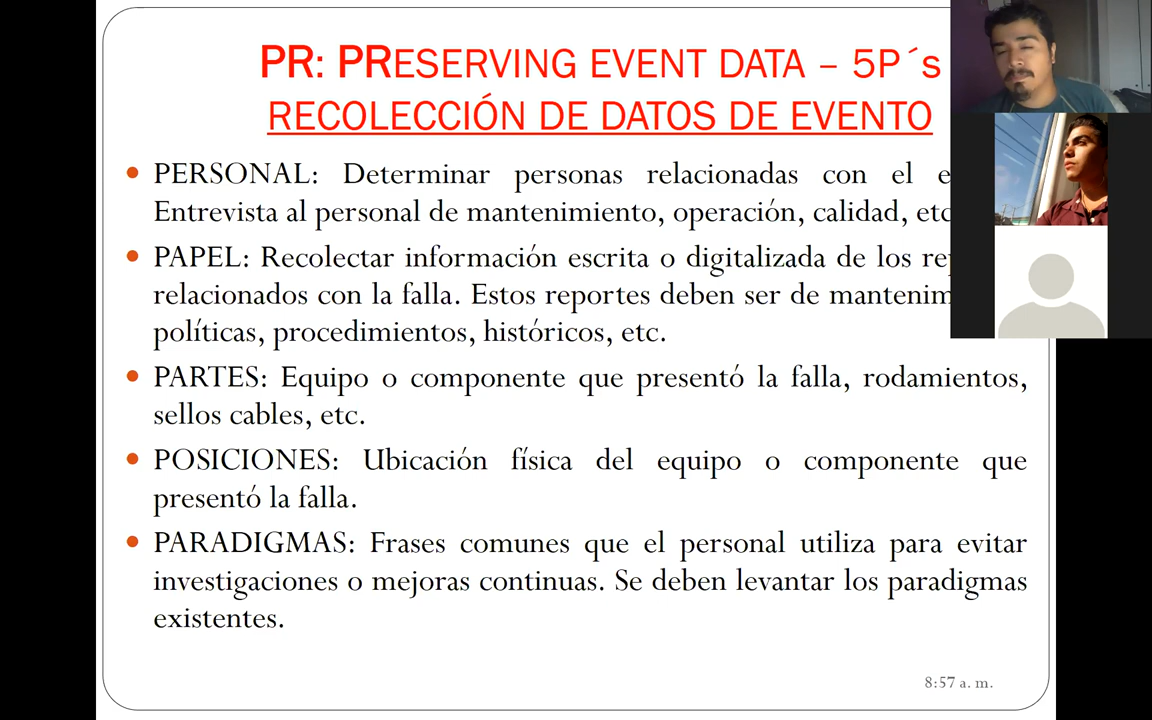 PR: PRESERVING EVENT DATA – 5P´s
RECOLECCIÓN DE DATOS DE EVENTO
• PERSONAL: Determinar personas relacionadas con el
Entrevista al personal de mantenimiento, operación, calidad, etc
• PAPEL: Recolectar información escrita o digitalizada de los
relacionados con la falla. Estos reportes deben ser de
políticas, procedimientos, históricos, etc.
• PARTES: Equipo o componente que presentó la falla, rodamientos,
sellos cables, etc.
• POSICIONES: Ubicación física del equipo o componente que
presentó la falla.
• PARADIGMAS: Frases comunes que el personal utiliza para evitar
investigaciones o mejoras continuas. Se deben levantar los paradigmas
existentes.
8:57 a. m.